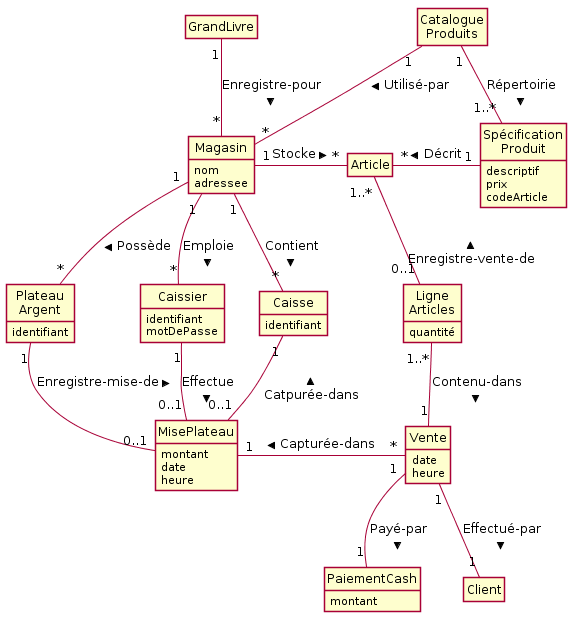 Catalogue
Produits
GrandLivre
1
1
1
Enregistre-pour
▼
◄ Utilisé-par
Répertoirie
▼
1..*
*
*
Magasin
nom
adressee
1
Stocke ►
*
Article
*
◄ Décrit
1
Spécification
Produit
descriptif
prix
codeArticle
1
1
1
1..*
◄ Possède
Emploie
▼
Contient
▼
▲
Enregistre-vente-de
*
*
*
0..1
Plateau
Argent
identifiant
Caissier
identifiant
motDePasse
Caisse
identifiant
Ligne
Articles
quantité
1
1
1
1..*
Enregistre-mise-de ►
Effectue
▼
▲
Catpurée-dans
Contenu-dans
▼
0..1
0..1
0..1
1
MisePlateau
montant
date
heure
1
◄ Capturée-dans
*
Vente
date
heure
1
1
Payé-par
▼
Effectué-par
▼
1
1
PaiementCash
montant
Client